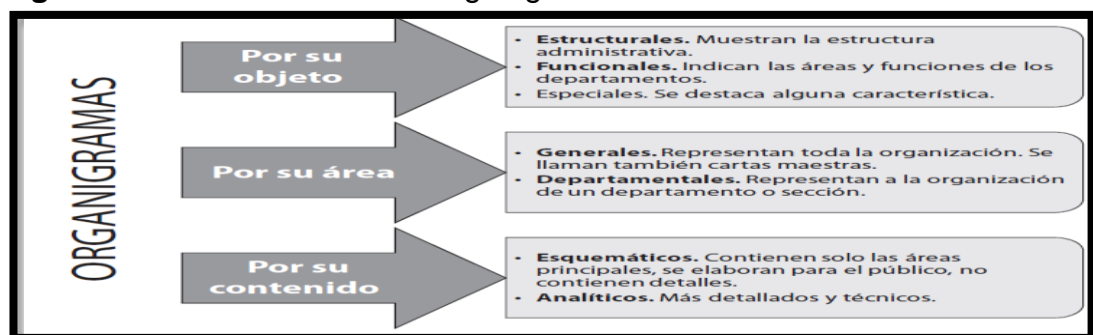 ORGANIGRAMAS
Por su
objeto
• Estructurales. Muestran la estructura
administrativa.
• Funcionales. Indican las áreas y funciones de los
departamentos.
• Especiales. Se destaca alguna característica.
Por su área
• Generales. Representan toda la organización. Se
llaman también cartas maestras.
• Departamentales. Representan a la organización
de un departamento o sección.
Por su
contenido
• Esquemáticos. Contienen solo las áreas
principales, se elaboran para el público, no
contienen detalles.
• Analíticos. Más detallados y técnicos.